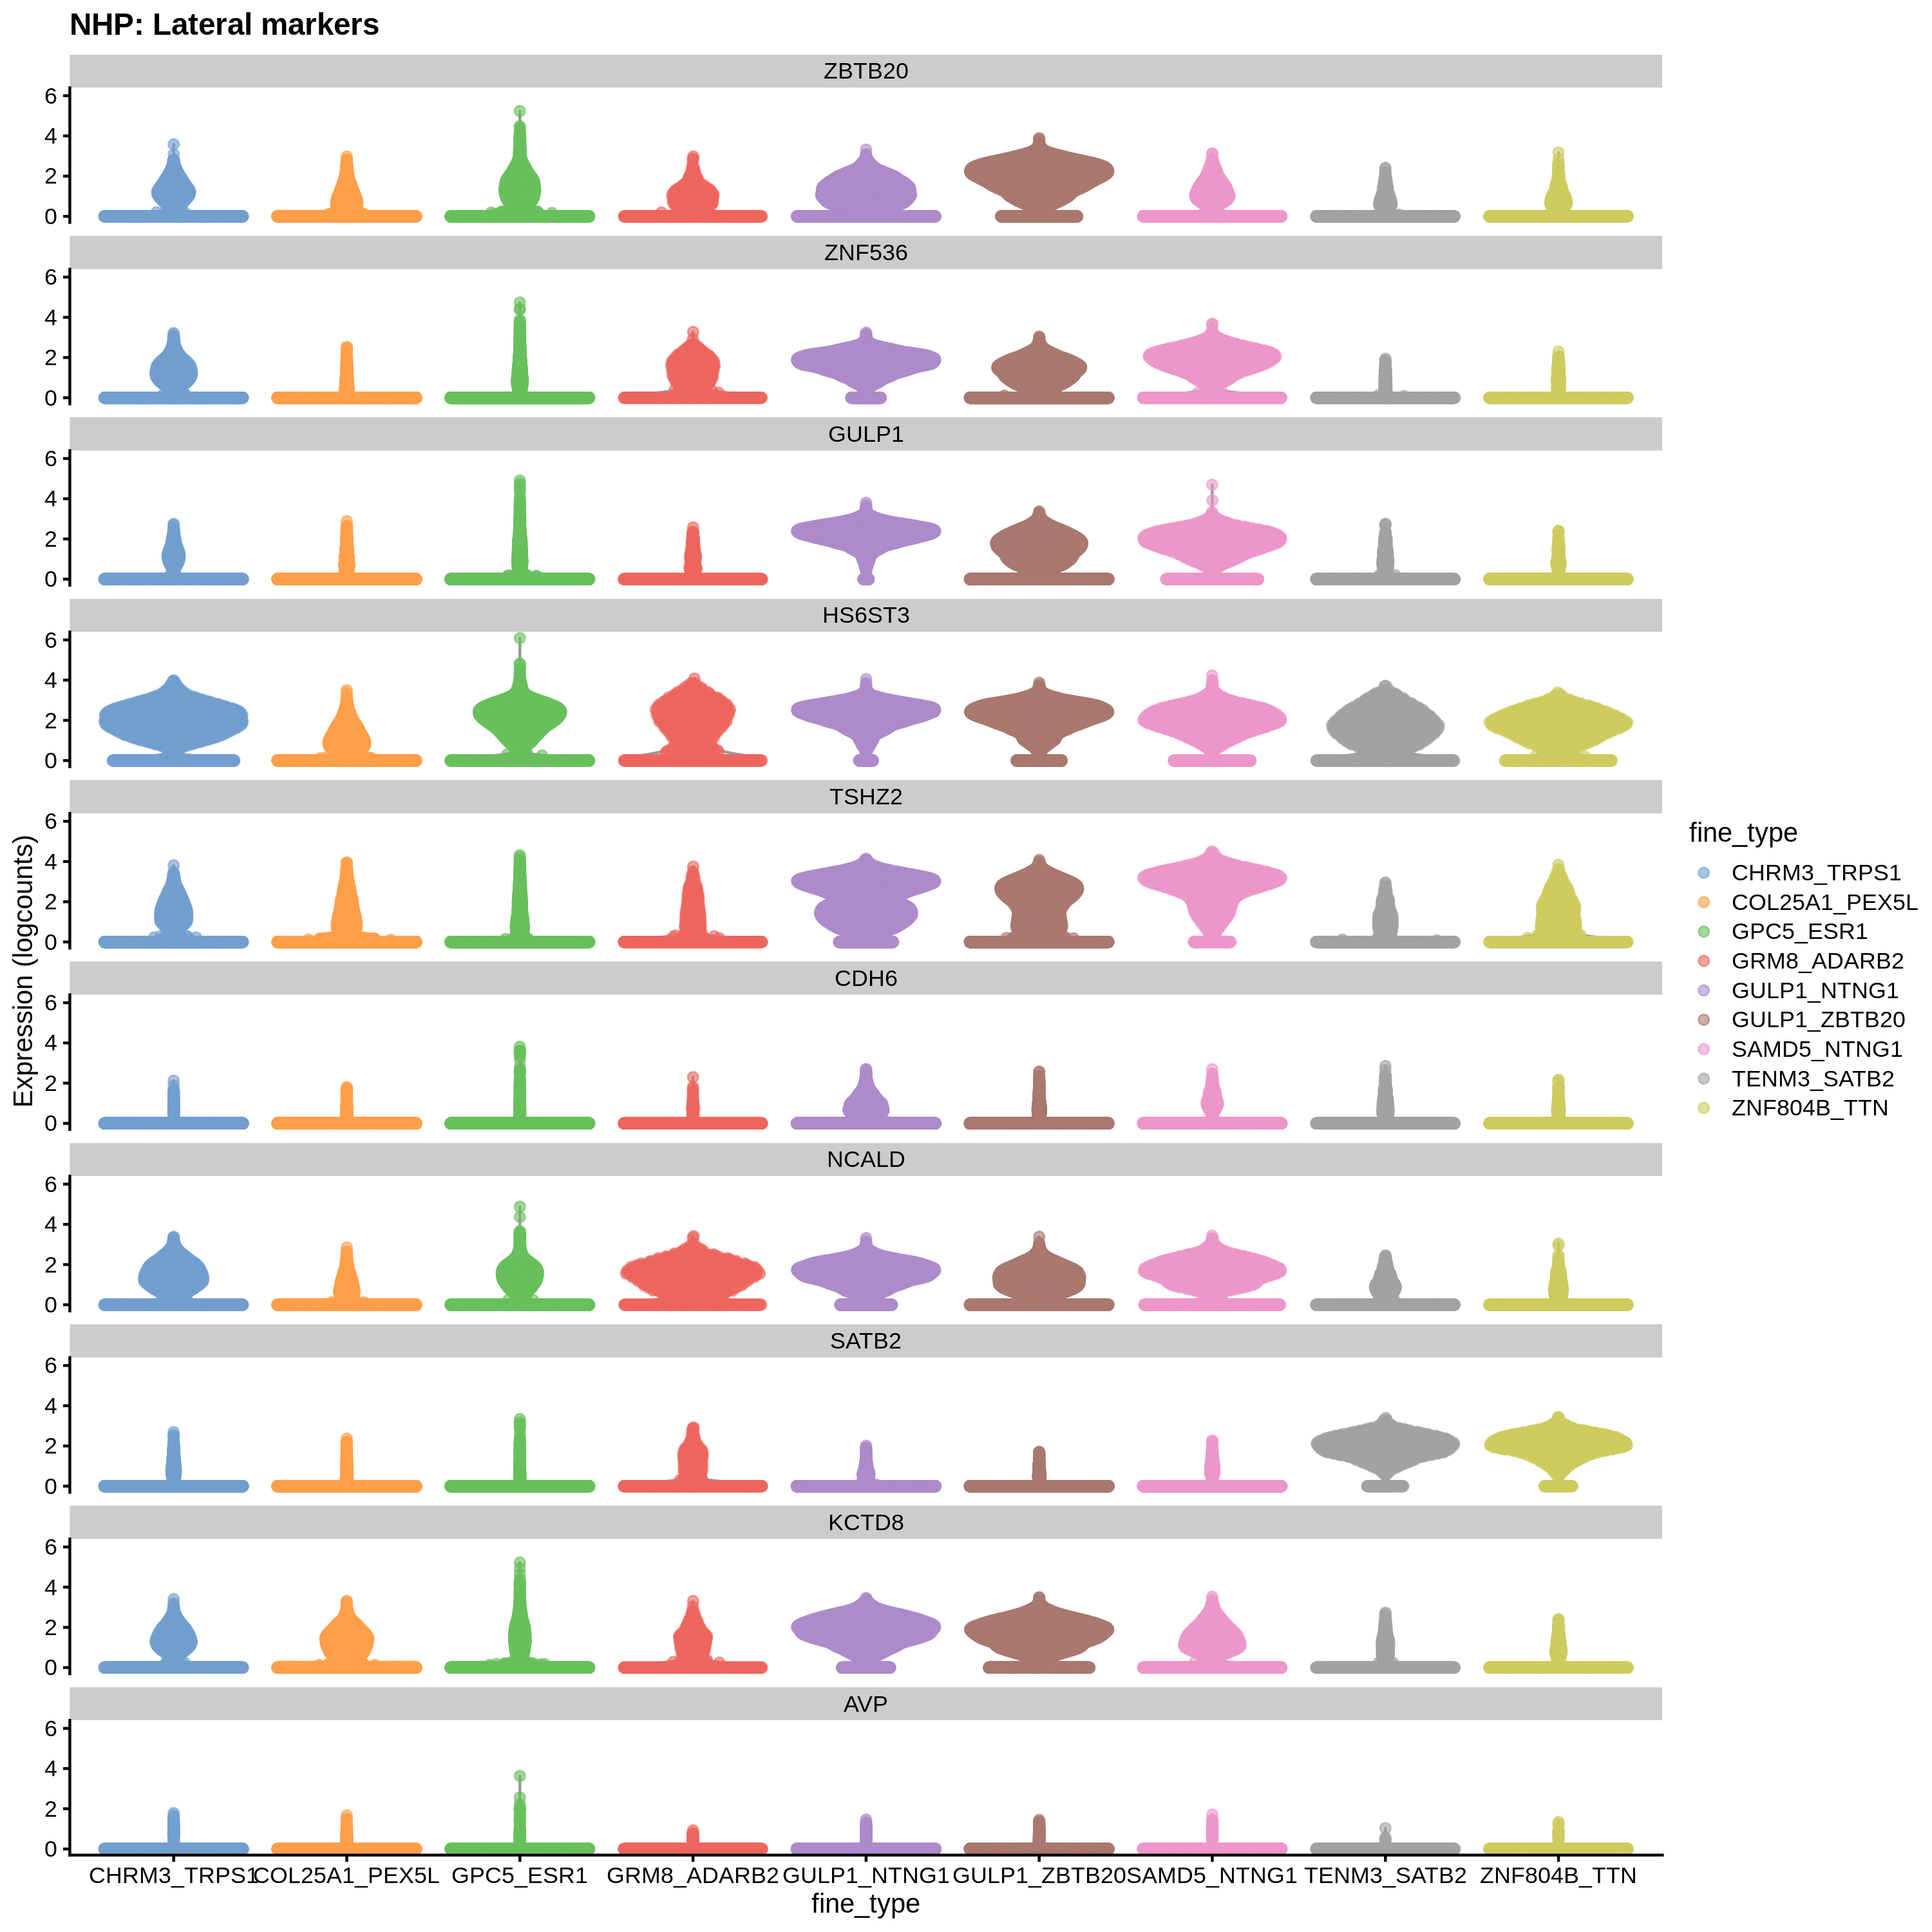 NHP: Lateral markers
ZBTB20
6
4
2
0
ZNF536
6
4
2
0
GULP1
6
4
2
0
HS6ST3
6
4
2
0
TSHZ2
6
4
2
0
CDH6
6
4
2
0
NCALD
6
4
2
0
SATB2
6
4
2
0
KCTD8
6
4
2
0
AVP
6
4
2
0
Expression (logcounts)
CHRM3_TRPS1 COL25A1_PEX5L GPC5_ESR1 GRM8_ADARB2 GULP1_NTNG1 GULP1_ZBTB20 SAMD5_NTNG1 TENM3_SATB2 ZNF804B_TTN
fine_type
fine_type
CHRM3_TRPS1
COL25A1_PEX5L
GPC5_ESR1
GRM8_ADARB2
GULP1_NTNG1
GULP1_ZBTB20
SAMD5_NTNG1
TENM3_SATB2
ZNF804B_TTN